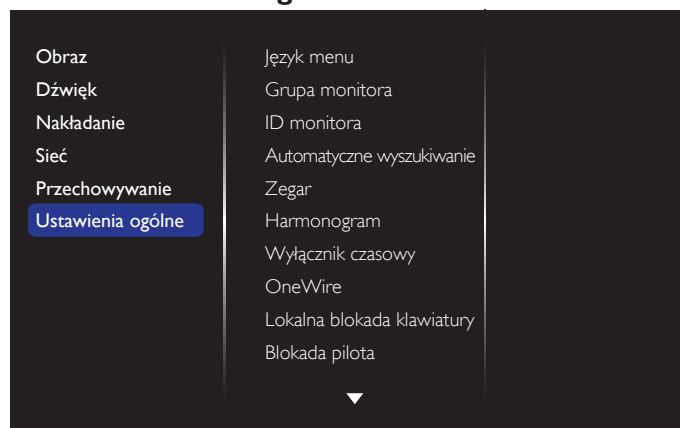 Obraz
Dźwięk
Nakładanie
Sieć
Przechowywanie
Ustawienia ogólne
Język menu
Grupa monitora
ID monitora
Automatyczne wyszukiwanie
Zegar
Harmonogram
Wyłącznik czasowy
OneWire
Lokalna blokada klawiatury
Blokada pilota